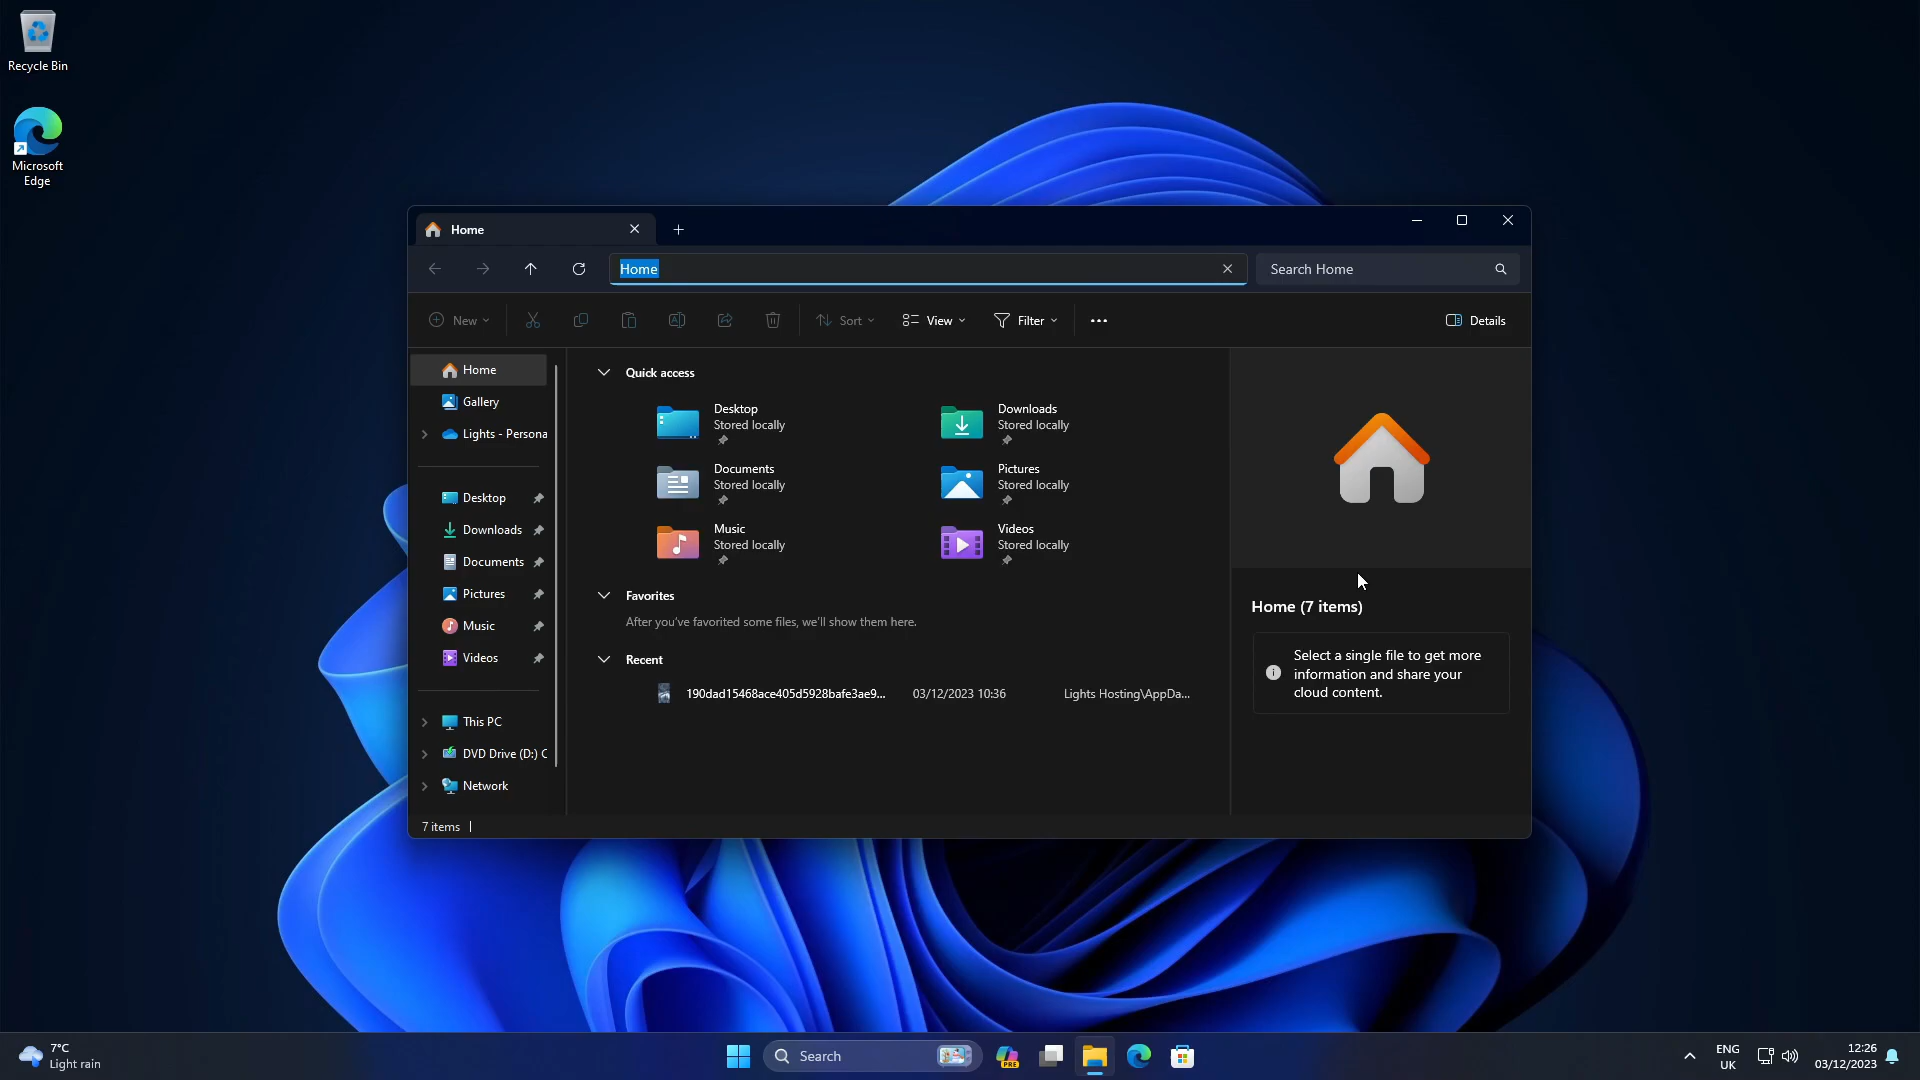 Recycle Bin
Microsoft
Edge
Home
Home
Search Home
New
Sort
View
Filter
Details
Home
Gallery
Lights - Persona
Desktop
Downloads
Documents
Pictures
Music
Videos
This PC
DVD Drive (D:) C
Network
Quick access
Desktop
Stored locally
Downloads
Stored locally
Documents
Stored locally
Pictures
Stored locally
Music
Stored locally
Videos
Stored locally
Favorites
After you've favorited some files, we'll show them here.
Recent
190dad15468ace405d5928bafe3ae9... 03/12/2023 10:36 Lights Hosting\AppDa...
Home (7 items)
Select a single file to get more
information and share your
cloud content.
7 items
7°C
Light rain
Search
PRE
ENG
UK
12:26
03/12/2023